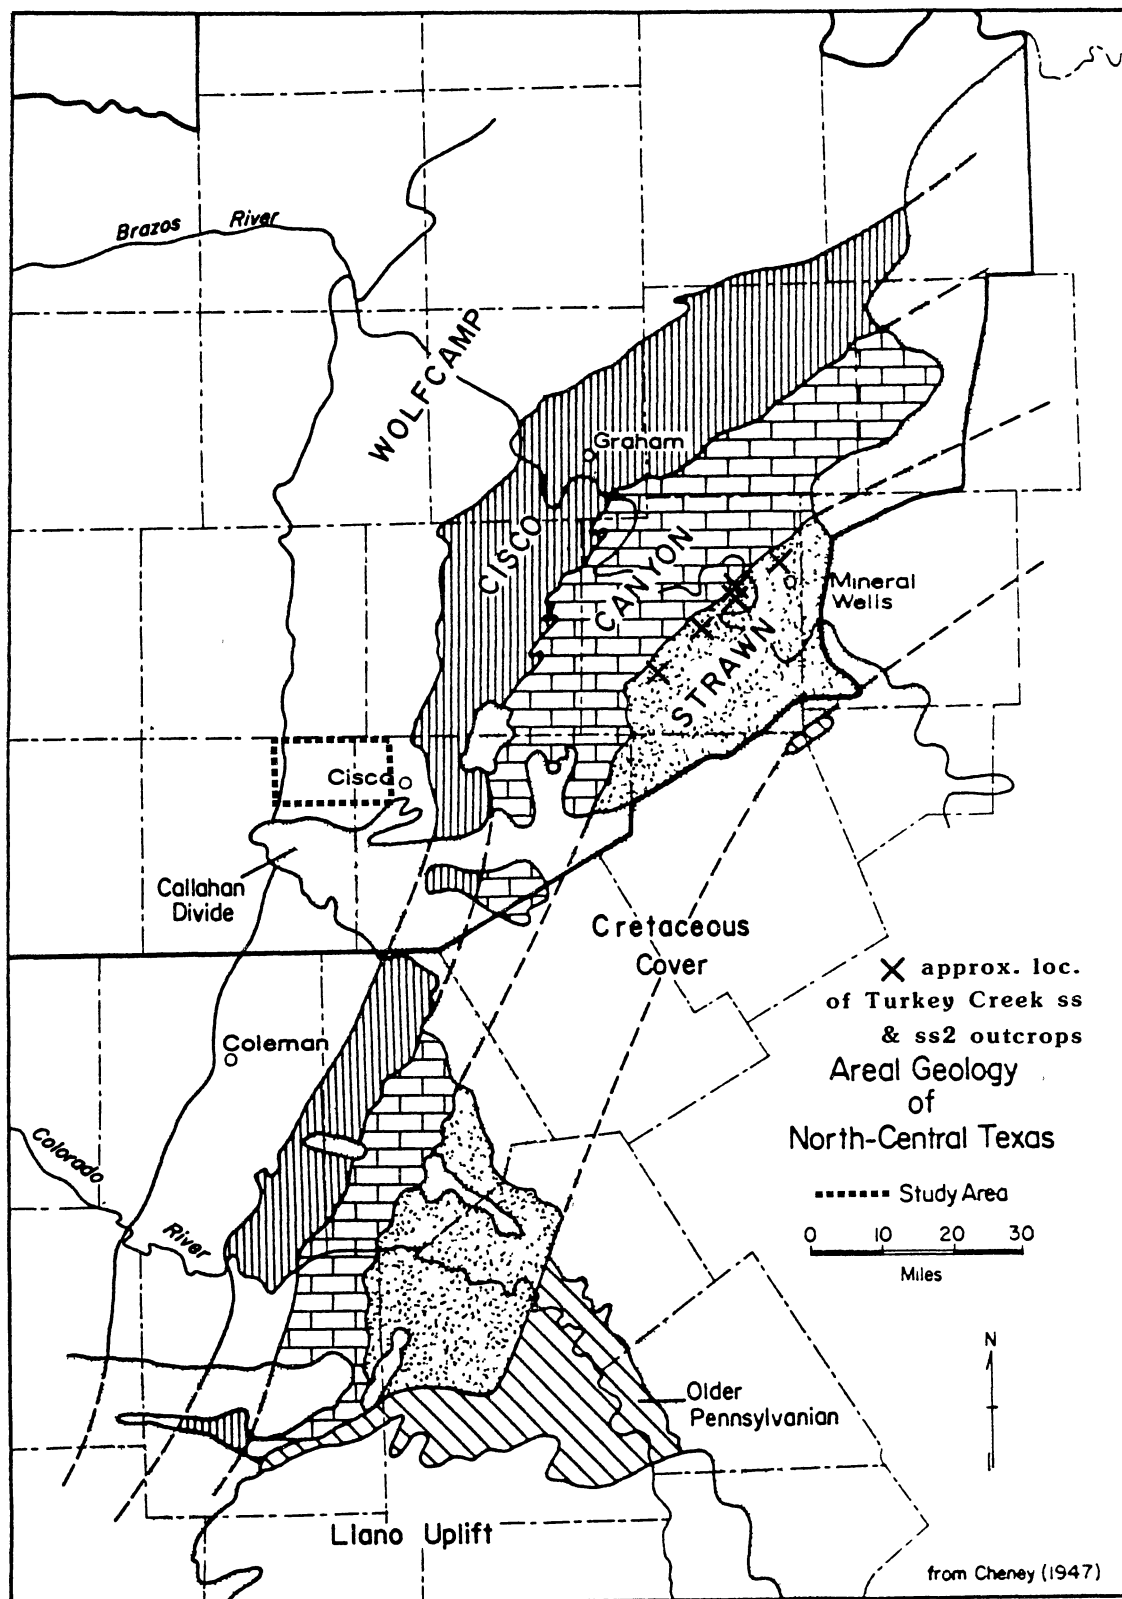 Brazos River
WOLFCAMP
Graham
CISCO
CANYON
Mineral
Wells
STRAWN
Cisco
Callahan
Divide
Cretaceous
Cover
X approx. loc.
of Turkey Creek ss
& ss2 outcrops
Areal Geology
of
North-Central Texas
Study Area
0 10 20 30
Miles
Coleman
Colorado
River
N
Older
Pennsylvanian
Llano Uplift
from Cheney (1947)